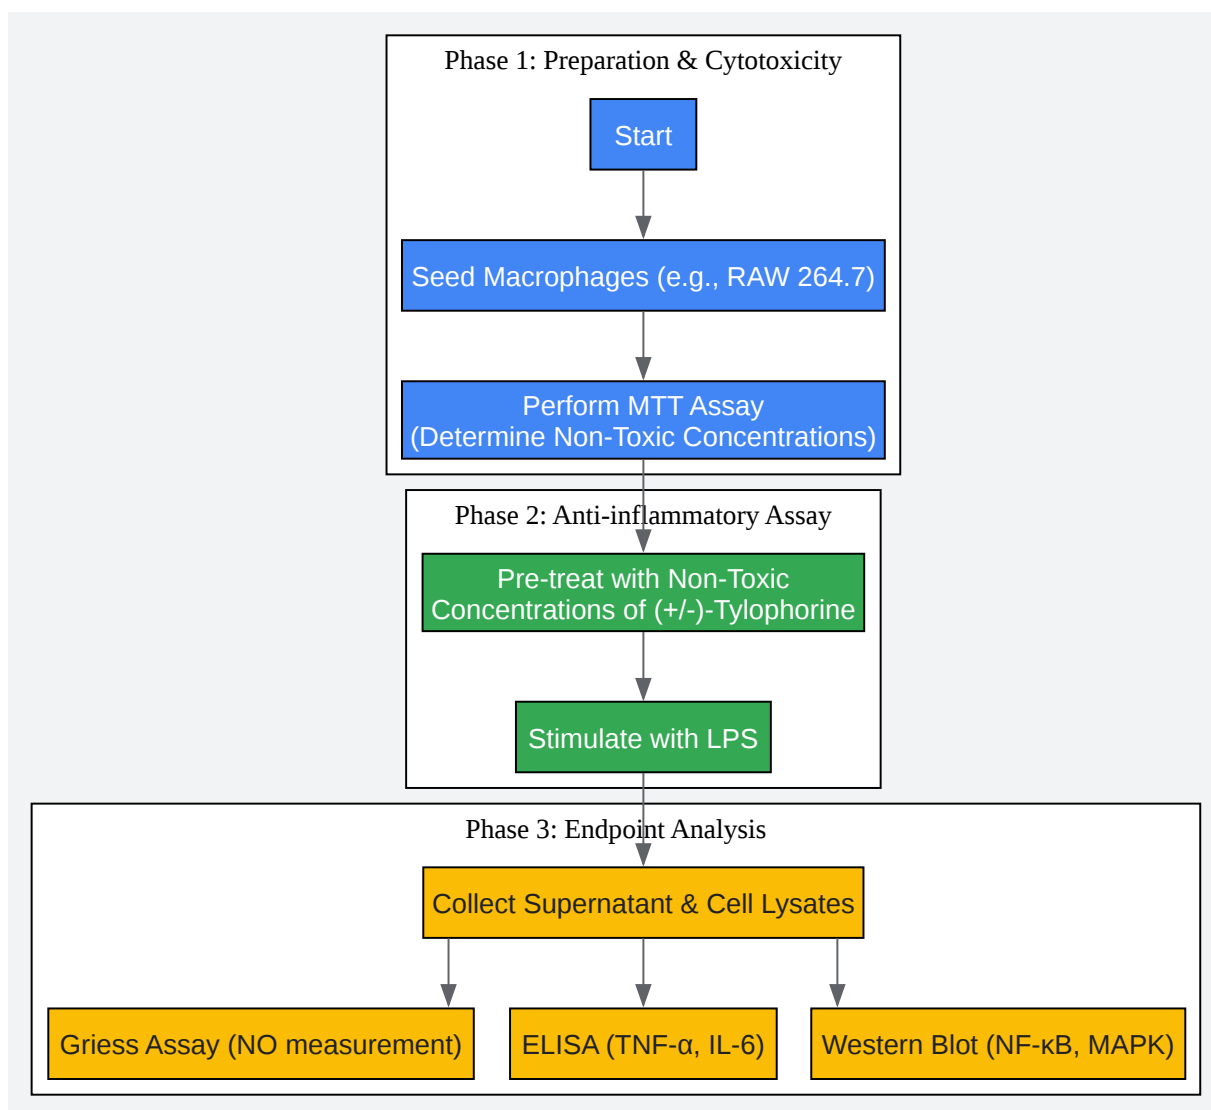 Phase 1: Preparation & Cytotoxicity
Start
Seed Macrophages (e.g., RAW 264.7)
Perform MTT Assay
(Determine Non-Toxic Concentrations)
Phase 2: Anti-inflammatory Assay
Pre-treat with Non-Toxic
Concentrations of (+/-)-Tylophorine
Stimulate with LPS
Phase 3: Endpoint Analysis
Collect Supernatant & Cell Lysates
Griess Assay (NO measurement)
ELISA (TNF-α, IL-6)
Western Blot (NF-κB, MAPK)